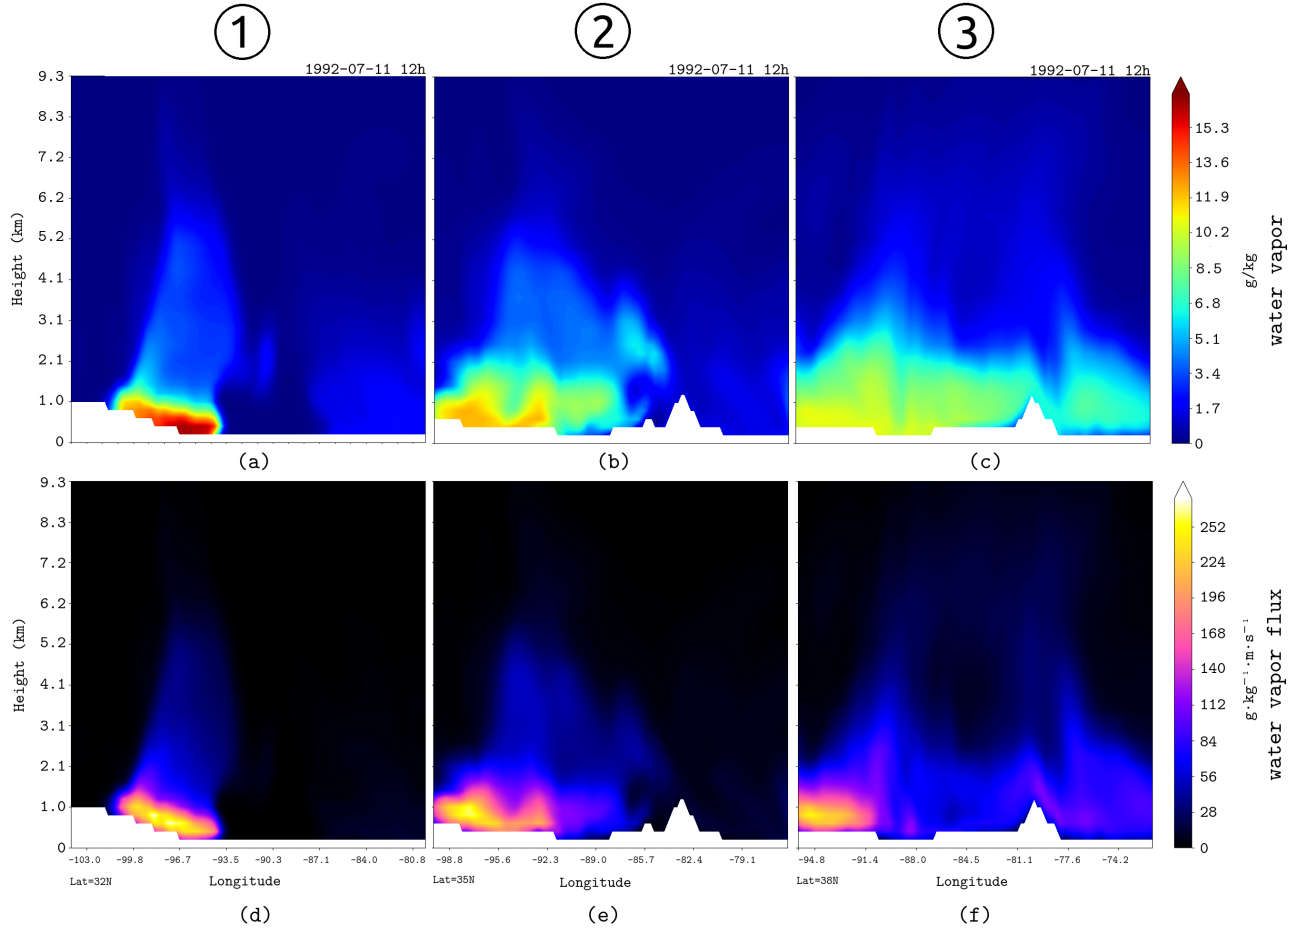 1 2 3
1992-07-11 12h 1992-07-11 12h 1992-07-11 12h
9.3
8.3
7.2
6.2
5.2
4.1
3.1
2.1
1.0
0
Height (km)
15.3
13.6
11.9
10.2
8.5
6.8
5.1
3.4
1.7
0
g/kg
water vapor
(a) (b) (c)
9.3
8.3
7.2
6.2
5.2
4.1
3.1
2.1
1.0
0
Height (km)
252
224
196
168
140
112
84
56
28
0
g·kg⁻¹·m·s⁻¹
water vapor flux
-103.0 -99.8 -96.7 -93.5 -90.3 -87.1 -84.0 -80.8
-98.8 -95.6 -92.3 -89.0 -85.7 -82.4 -79.1
-94.8 -91.4 -88.0 -84.5 -81.1 -77.6 -74.2
Lat=32N Longitude Lat=35N Longitude Lat=38N Longitude
(d) (e) (f)